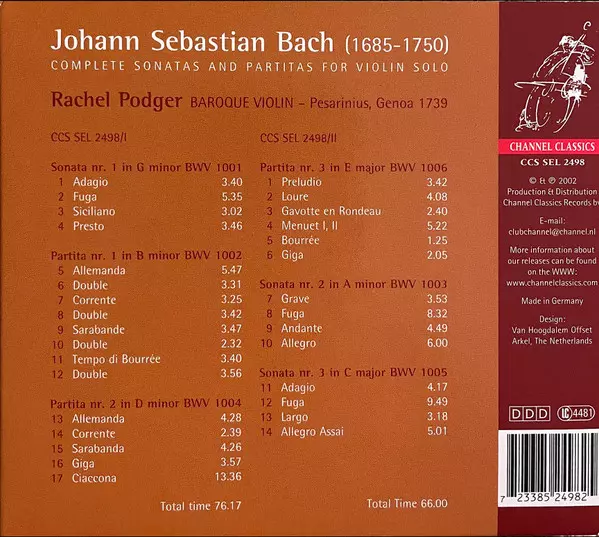 Johann Sebastian Bach (1685-1750)
COMPLETE SONATAS AND PARTITAS FOR VIOLIN SOLO
Rachel Podger BAROQUE VIOLIN – Pesarinius, Genoa 1739
CCS SEL 2498/I
Sonata nr. 1 in G minor BWV 1001
1 Adagio 3.40
2 Fuga 5.35
3 Siciliano 3.02
4 Presto 3.46
Partita nr. 1 in B minor BWV 1002
5 Allemanda 5.47
6 Double 3.31
7 Corrente 3.25
8 Double 3.42
9 Sarabande 3.47
10 Double 2.32
11 Tempo di Bourrée 3.40
12 Double 3.56
Partita nr. 2 in D minor BWV 1004
13 Allemanda 4.28
14 Corrente 2.39
15 Sarabanda 4.26
16 Giga 3.57
17 Ciaccona 13.36
Total time 76.17
CCS SEL 2498/II
Partita nr. 3 in E major BWV 1006
1 Preludio 3.42
2 Loure 4.08
3 Gavotte en Rondeau 2.40
4 Menuet I, II 5.22
5 Bourrée 1.25
6 Giga 2.05
Sonata nr. 2 in A minor BWV 1003
7 Grave 3.53
8 Fuga 8.32
9 Andante 4.49
10 Allegro 6.00
Sonata nr. 3 in C major BWV 1005
11 Adagio 4.17
12 Fuga 9.49
13 Largo 3.18
14 Allegro Assai 5.01
Total Time 66.00
CHANNEL CLASSICS
CCS SEL 2498
© & ℗ 2002
Production & Distribution
Channel Classics Records bv
E-mail:
clubchannel@channel.nl
More information about
our releases can be found
on the WWW:
www.channelclassics.com
Made in Germany
Design:
Van Hoogdalem Offset
Arkel, The Netherlands
DDD
LC 4481
7 23385 24982